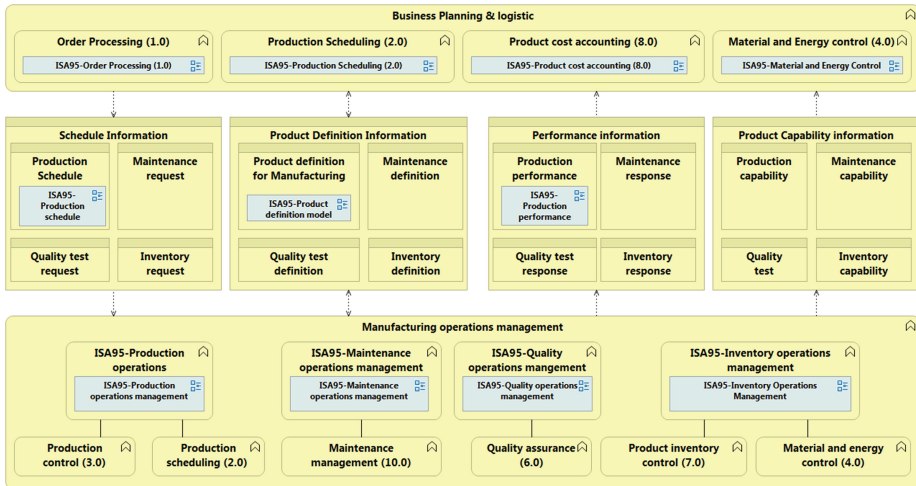 Business Planning & logistic
Order Processing (1.0)
ISA95-Order Processing (1.0)
Production Scheduling (2.0)
ISA95-Production Scheduling (2.0)
Product cost accounting (8.0)
ISA95-Product cost accounting (8.0)
Material and Energy control (4.0)
ISA95-Material and Energy Control
Schedule Information
Production
Schedule
ISA95-
Production
schedule
Maintenance
request
Quality test
request
Inventory
request
Product Definition Information
Product definition
for Manufacturing
ISA95-Product
definition model
Maintenance
definition
Quality test
definition
Inventory
definition
Performance information
Production
performance
ISA95-
Production
performance
Maintenance
response
Quality test
response
Inventory
response
Product Capability information
Production
capability
Maintenance
capability
Quality
test
Inventory
capability
Manufacturing operations management
ISA95-Production
operations
ISA95-Production
operations management
ISA95-Maintenance
operations management
ISA95-Maintenance
operations management
ISA95-Quality
operations mangement
ISA95-Quality operations
management
ISA95-Inventory operations
management
ISA95-Inventory Operations
Management
Production
control (3.0)
Production
scheduling (2.0)
Maintenance
management (10.0)
Quality assurance
(6.0)
Product inventory
control (7.0)
Material and energy
control (4.0)